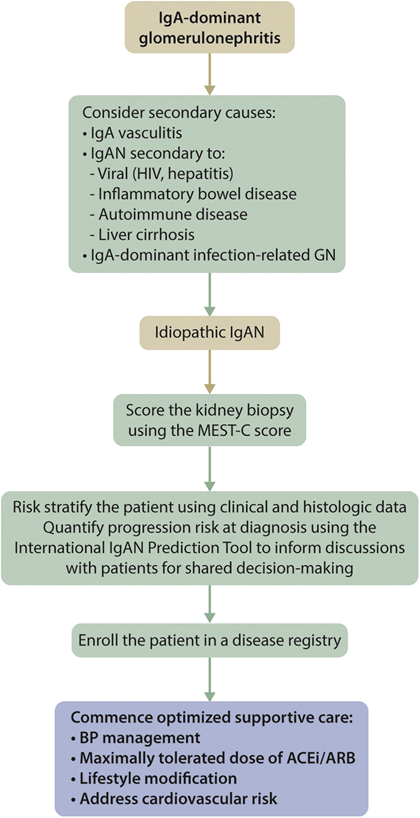 IgA-dominant
glomerulonephritis
Consider secondary causes:
• IgA vasculitis
• IgAN secondary to:
- Viral (HIV, hepatitis)
- Inflammatory bowel disease
- Autoimmune disease
- Liver cirrhosis
• IgA-dominant infection-related GN
Idiopathic IgAN
Score the kidney biopsy
using the MEST-C score
Risk stratify the patient using clinical and histologic data
Quantify progression risk at diagnosis using the
International IgAN Prediction Tool to inform discussions
with patients for shared decision-making
Enroll the patient in a disease registry
Commence optimized supportive care:
• BP management
• Maximally tolerated dose of ACEi/ARB
• Lifestyle modification
• Address cardiovascular risk